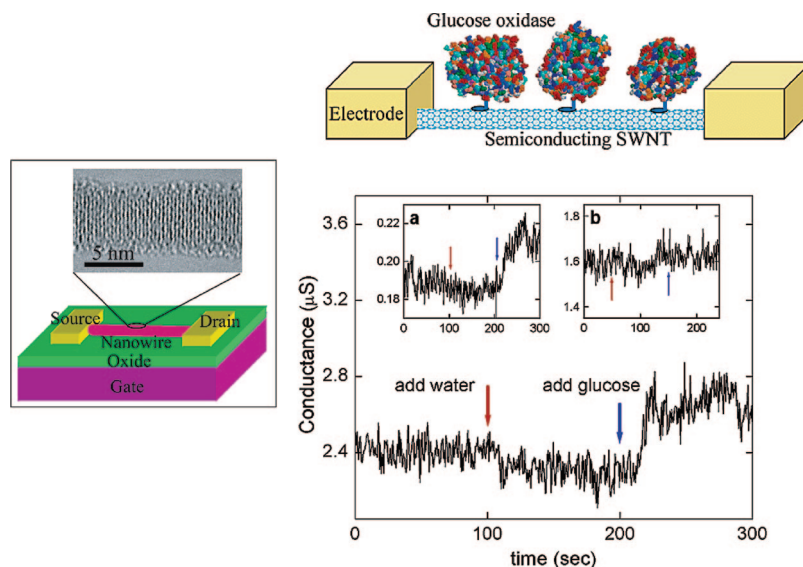 Glucose oxidase
Electrode
Semiconducting SWNT
5 nm
Source
Drain
Nanowire
Oxide
Gate
Conductance (µS)
3.6
3.2
2.8
2.4
a
0.22
0.20
0.18
0
100
200
300
b
1.8
1.6
1.4
0
100
200
add water
add glucose
0
100
200
300
time (sec)